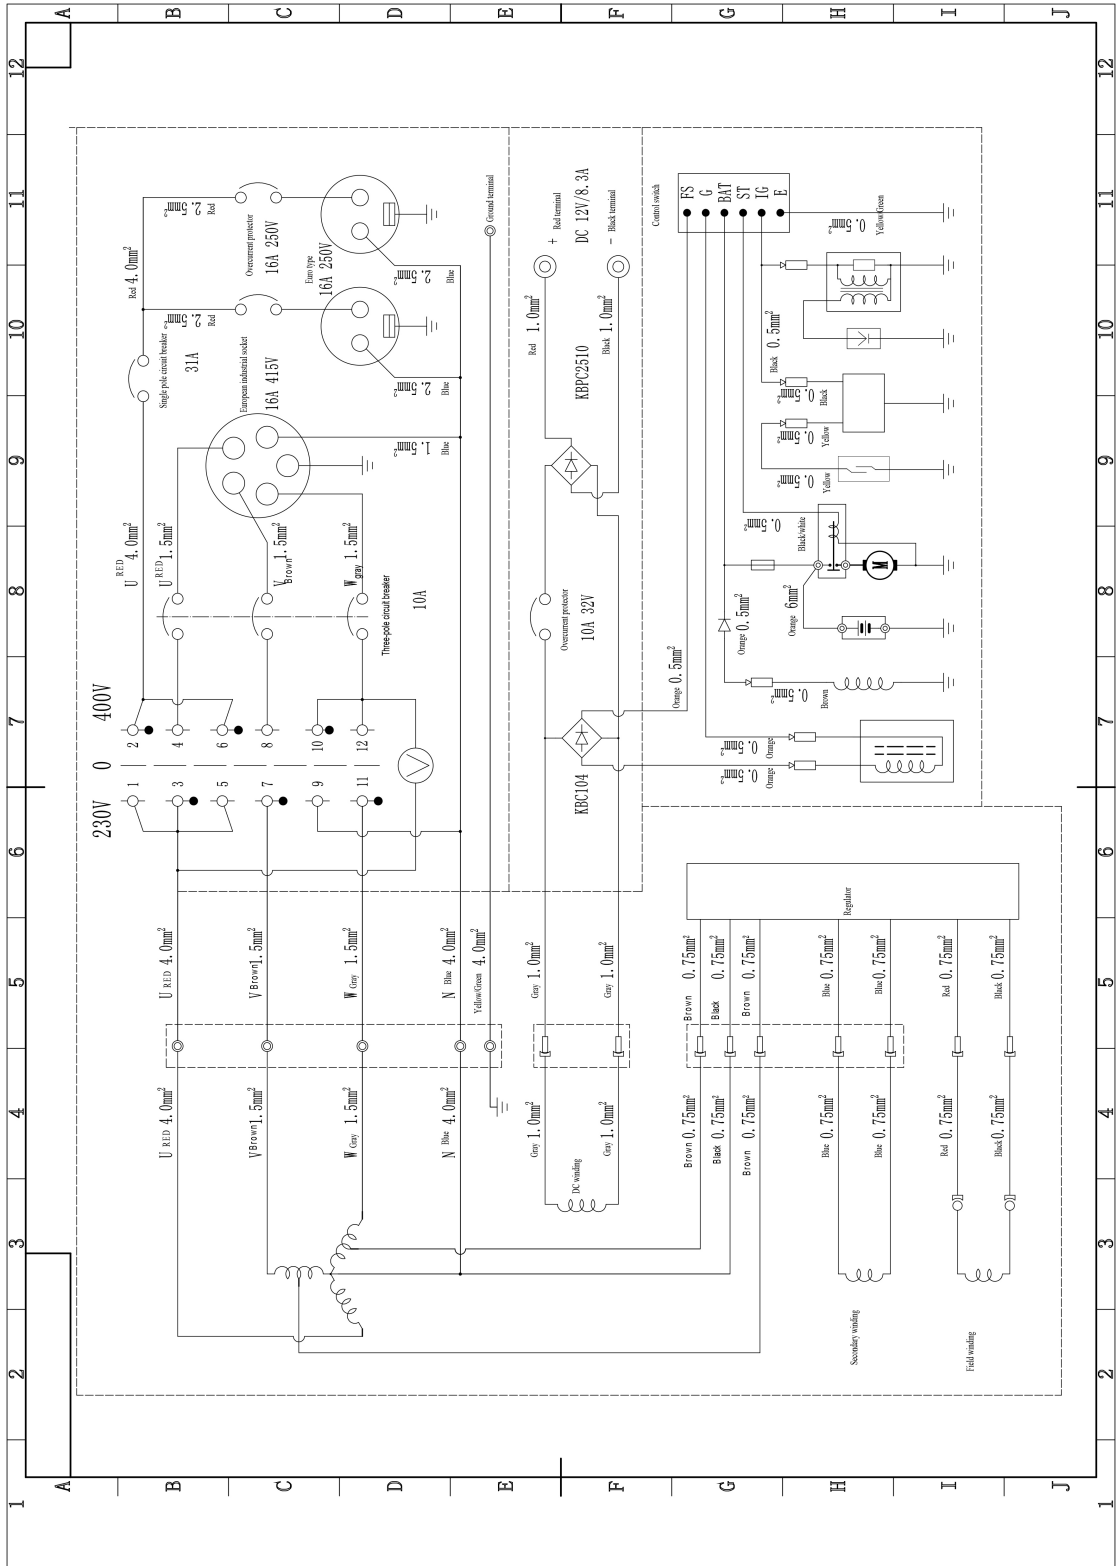 A B C D E F G H I J
12
11
10
9
8
7
6
5
4
3
2
1
12
11
10
9
8
7
6
5
4
3
2
1
A B C D E F G H I J
Red 4.0mm²
2.5mm²
Red
2.5mm²
Red
Single pole circuit breaker
31A
Overcurrent protector
16A 250V
Euro type
16A 250V
European industrial socket
16A 415V
2.5mm²
Blue
2.5mm²
Blue
1.5mm²
Blue
Ground terminal
RED
U 4.0mm²
U RED 1.5mm²
V 1.5mm²
Brown
W 1.5mm²
gray
Three-pole circuit breaker
10A
400V
0
230V
2
4
6
8
10
12
1
3
5
7
9
11
V
U RED 4.0mm²
V Brown 1.5mm²
W Gray 1.5mm²
N Blue 4.0mm²
Yellow/Green 4.0mm²
U RED 4.0mm²
V Brown 1.5mm²
W Gray 1.5mm²
N Blue 4.0mm²
+ Red terminal
DC 12V/8.3A
- Black terminal
Red 1.0mm²
Black 1.0mm²
KBPC2510
Overcurrent protector
10A 32V
KBC104
Gray 1.0mm²
Gray 1.0mm²
Gray 1.0mm²
Gray 1.0mm²
DC winding
Control switch
FS
G
BAT
ST
IG
E
0.5mm²
Yellow/Green
Black 0.5mm²
0.5mm²
Black
0.5mm²
Yellow
0.5mm²
Yellow
0.5mm²
Black/white
M
Orange 6mm²
Orange 0.5mm²
Orange 0.5mm²
0.5mm²
Brown
0.5mm²
Orange
0.5mm²
Orange
Regulator
Brown 0.75mm²
Black 0.75mm²
Brown 0.75mm²
Blue 0.75mm²
Blue 0.75mm²
Red 0.75mm²
Black 0.75mm²
Brown 0.75mm²
Black 0.75mm²
Brown 0.75mm²
Blue 0.75mm²
Blue 0.75mm²
Red 0.75mm²
Black 0.75mm²
Secondary winding
Field winding